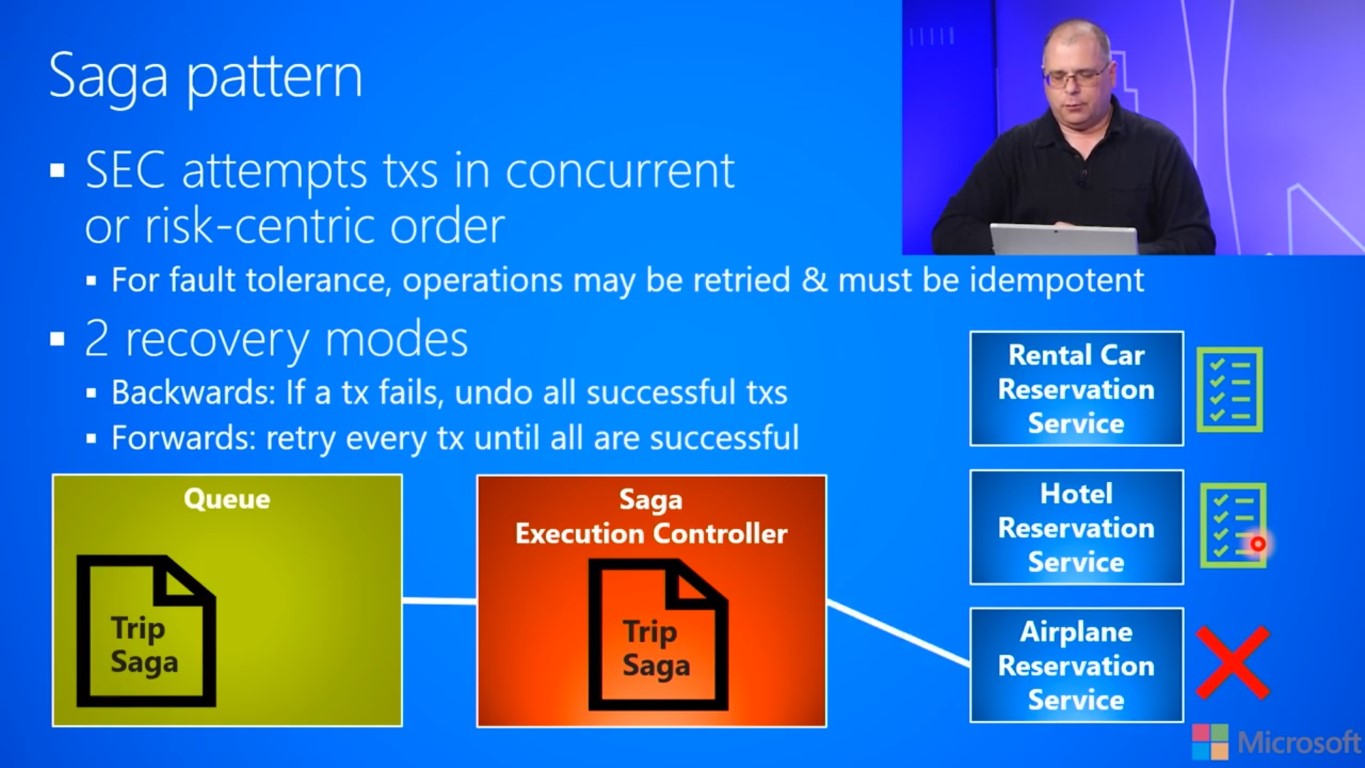 Saga pattern
SEC attempts txs in concurrent
or risk-centric order
For fault tolerance, operations may be retried & must be idempotent
2 recovery modes
Backwards: If a tx fails, undo all successful txs
Forwards: retry every tx until all are successful
Queue
Trip
Saga
Saga
Execution Controller
Trip
Saga
Rental Car
Reservation
Service
Hotel
Reservation
Service
Airplane
Reservation
Service
Microsoft